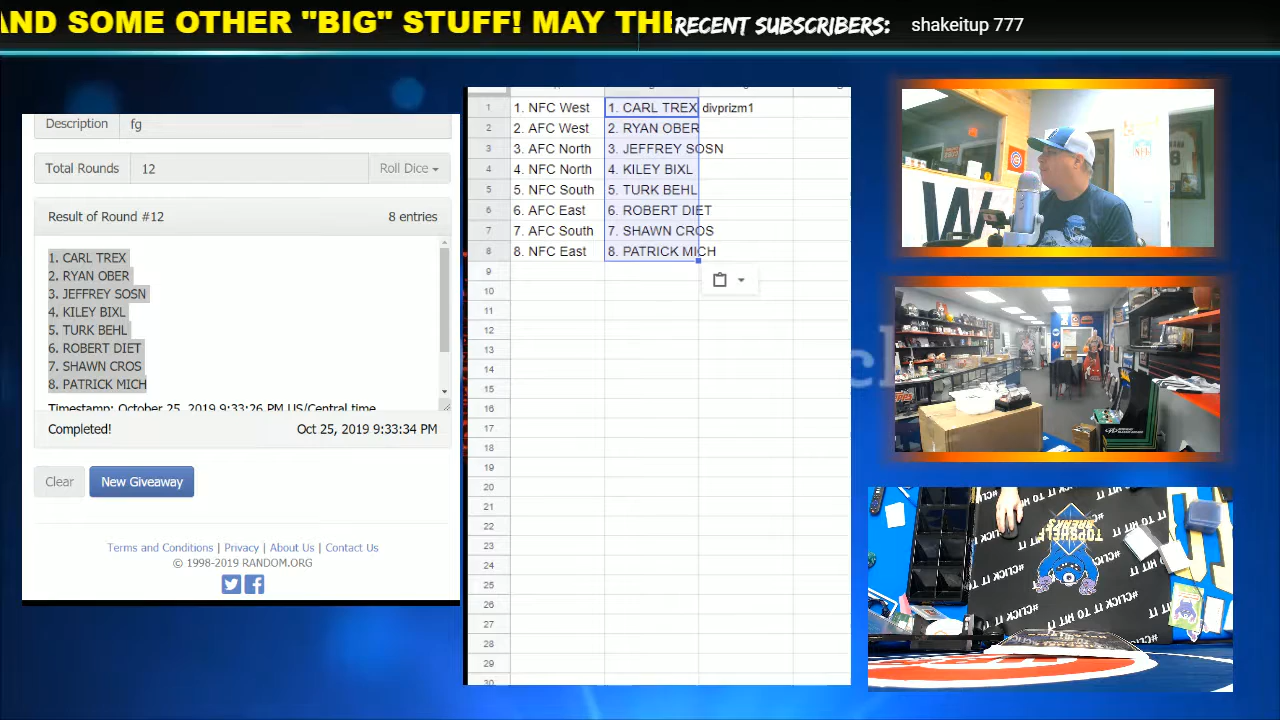 AND SOME OTHER "BIG" STUFF! MAY THE
RECENT SUBSCRIBERS: shakeitup 777
Description fg
Total Rounds 12 Roll Dice
Result of Round #12 8 entries
1. CARL TREX
2. RYAN OBER
3. JEFFREY SOSN
4. KILEY BIXL
5. TURK BEHL
6. ROBERT DIET
7. SHAWN CROS
8. PATRICK MICH
Timestamp: October 25, 2019 9:33:26 PM US/Central time
Completed! Oct 25, 2019 9:33:34 PM
Clear New Giveaway
Terms and Conditions | Privacy | About Us | Contact Us
© 1998-2019 RANDOM.ORG
1 1. NFC West 1. CARL TREX divprizm1
2 2. AFC West 2. RYAN OBER
3 3. AFC North 3. JEFFREY SOSN
4 4. NFC North 4. KILEY BIXL
5 5. NFC South 5. TURK BEHL
6 6. AFC East 6. ROBERT DIET
7 7. AFC South 7. SHAWN CROS
8 8. NFC East 8. PATRICK MICH
9
10
11
12
13
14
15
16
17
18
19
20
21
22
23
24
25
26
27
28
29
30
W
TOPSHELF
BREAKS
#CLICK IT TO HIT IT